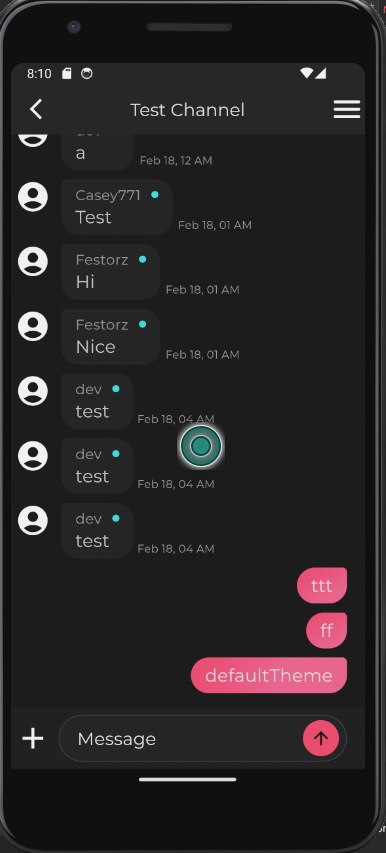 8:10
Test Channel
a
Feb 18, 12 AM
Casey771
Test
Feb 18, 01 AM
Festorz
Hi
Feb 18, 01 AM
Festorz
Nice
Feb 18, 01 AM
dev
test
Feb 18, 04 AM
dev
test
Feb 18, 04 AM
dev
test
Feb 18, 04 AM
ttt
ff
defaultTheme
Message